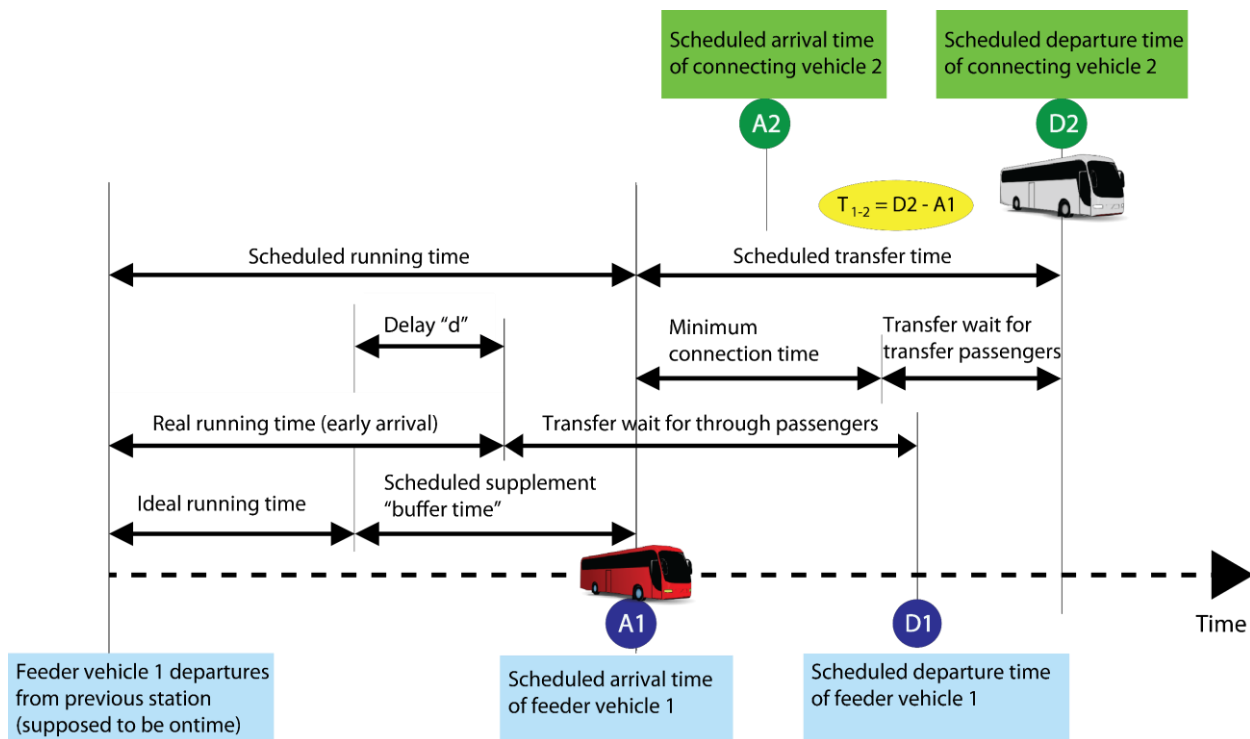 Scheduled arrival time
of connecting vehicle 2
Scheduled departure time
of connecting vehicle 2
A2
D2
T1-2 = D2 - A1
Scheduled running time
Scheduled transfer time
Delay “d”
Minimum
connection time
Transfer wait for
transfer passengers
Real running time (early arrival)
Transfer wait for through passengers
Ideal running time
Scheduled supplement
“buffer time”
A1
D1
Time
Feeder vehicle 1 departures
from previous station
(supposed to be ontime)
Scheduled arrival time
of feeder vehicle 1
Scheduled departure time
of feeder vehicle 1